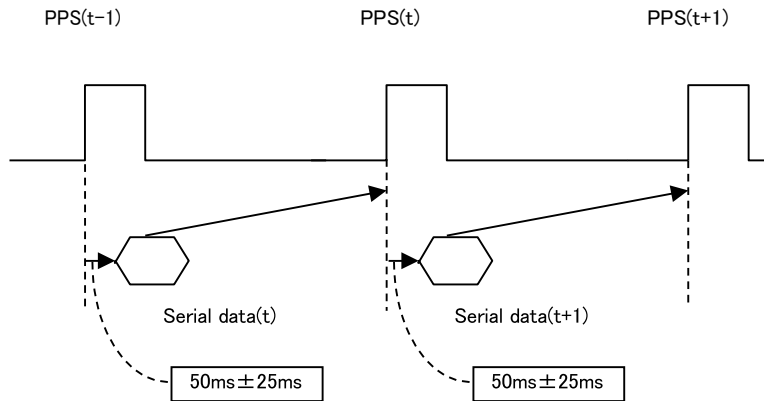 PPS(t-1) PPS(t) PPS(t+1)
Serial data(t) Serial data(t+1)
50ms±25ms 50ms±25ms